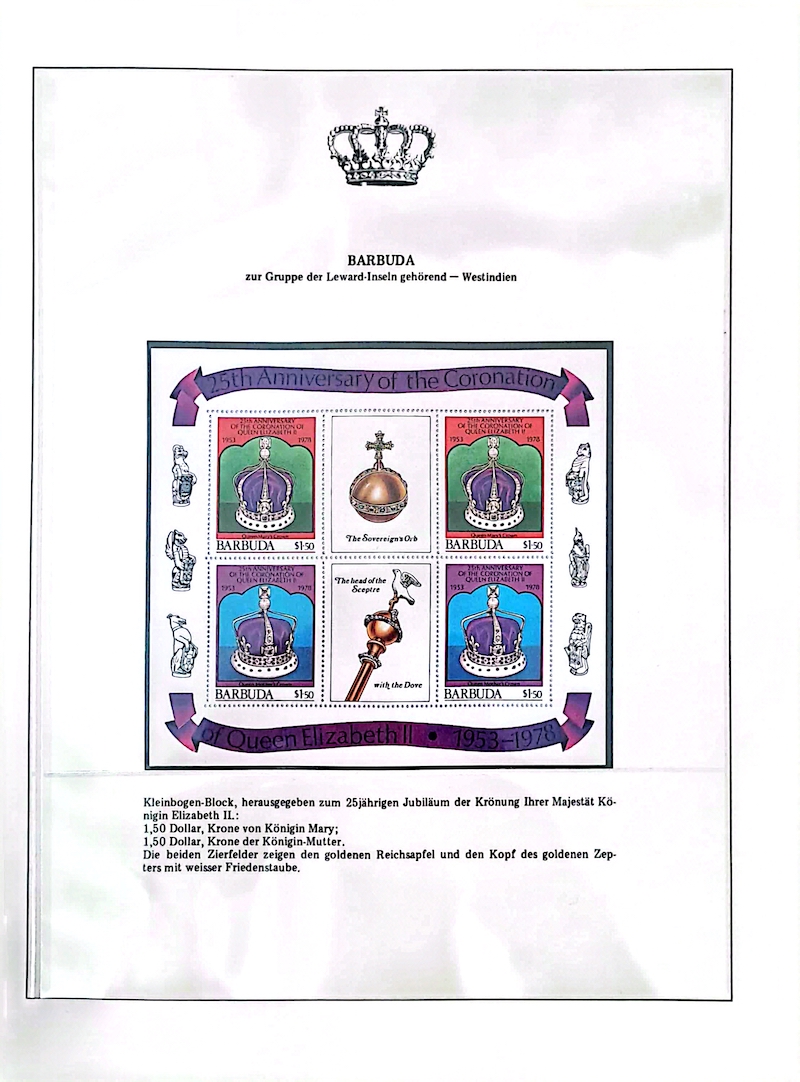 BARBUDA
zur Gruppe der Leward-Inseln gehörend — Westindien
25th Anniversary of the Coronation
25th ANNIVERSARY
OF THE CORONATION OF
QUEEN ELIZABETH II
1953 1978
Queen Mary's Crown
BARBUDA $1·50
The Sovereign's Orb
25th ANNIVERSARY
OF THE CORONATION OF
QUEEN ELIZABETH II
1953 1978
Queen Mary's Crown
BARBUDA $1·50
25th ANNIVERSARY
OF THE CORONATION OF
QUEEN ELIZABETH II
1953 1978
Queen Mother's Crown
BARBUDA $1·50
The head of the
Sceptre
with the Dove
25th ANNIVERSARY
OF THE CORONATION OF
QUEEN ELIZABETH II
1953 1978
Queen Mother's Crown
BARBUDA $1·50
of Queen Elizabeth II • 1953–1978
Kleinbogen-Block, herausgegeben zum 25jährigen Jubiläum der Krönung Ihrer Majestät Kö-
nigin Elizabeth II.:
1,50 Dollar, Krone von Königin Mary;
1,50 Dollar, Krone der Königin-Mutter.
Die beiden Zierfelder zeigen den goldenen Reichsapfel und den Kopf des goldenen Zep-
ters mit weisser Friedenstaube.